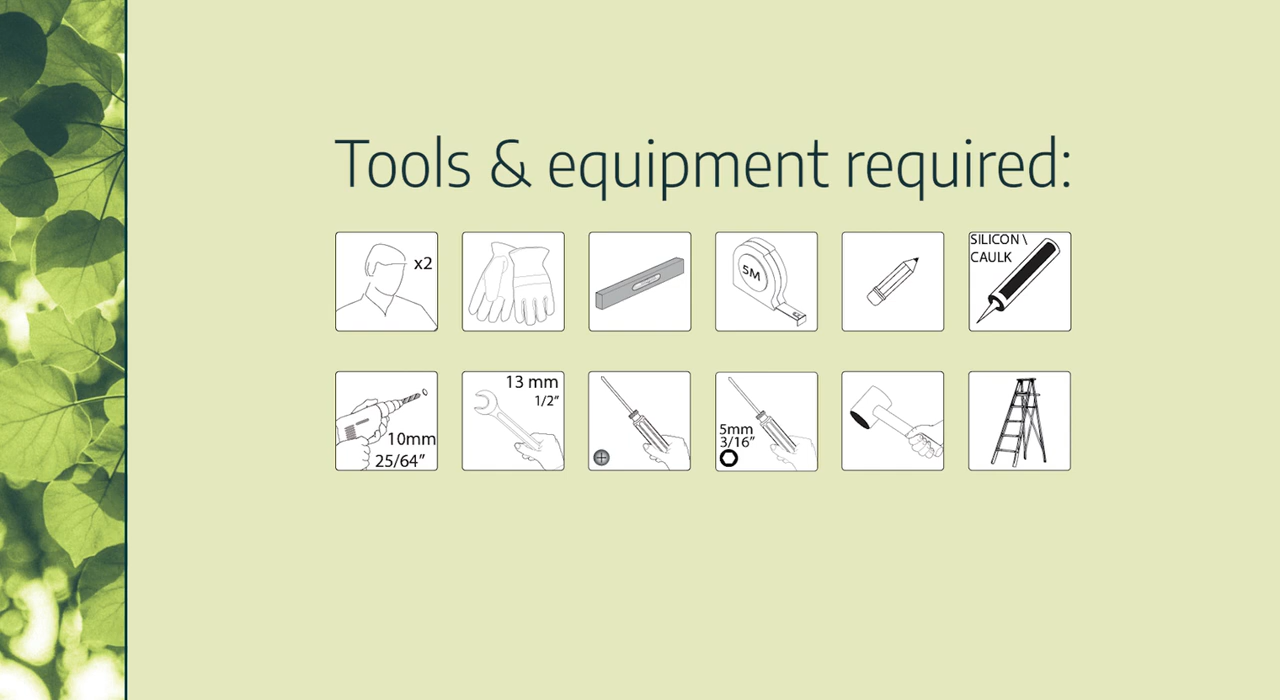 Tools & equipment required:
x2
5M
SILICON \
CAULK
10mm
25/64”
13 mm
1/2”
5mm
3/16”